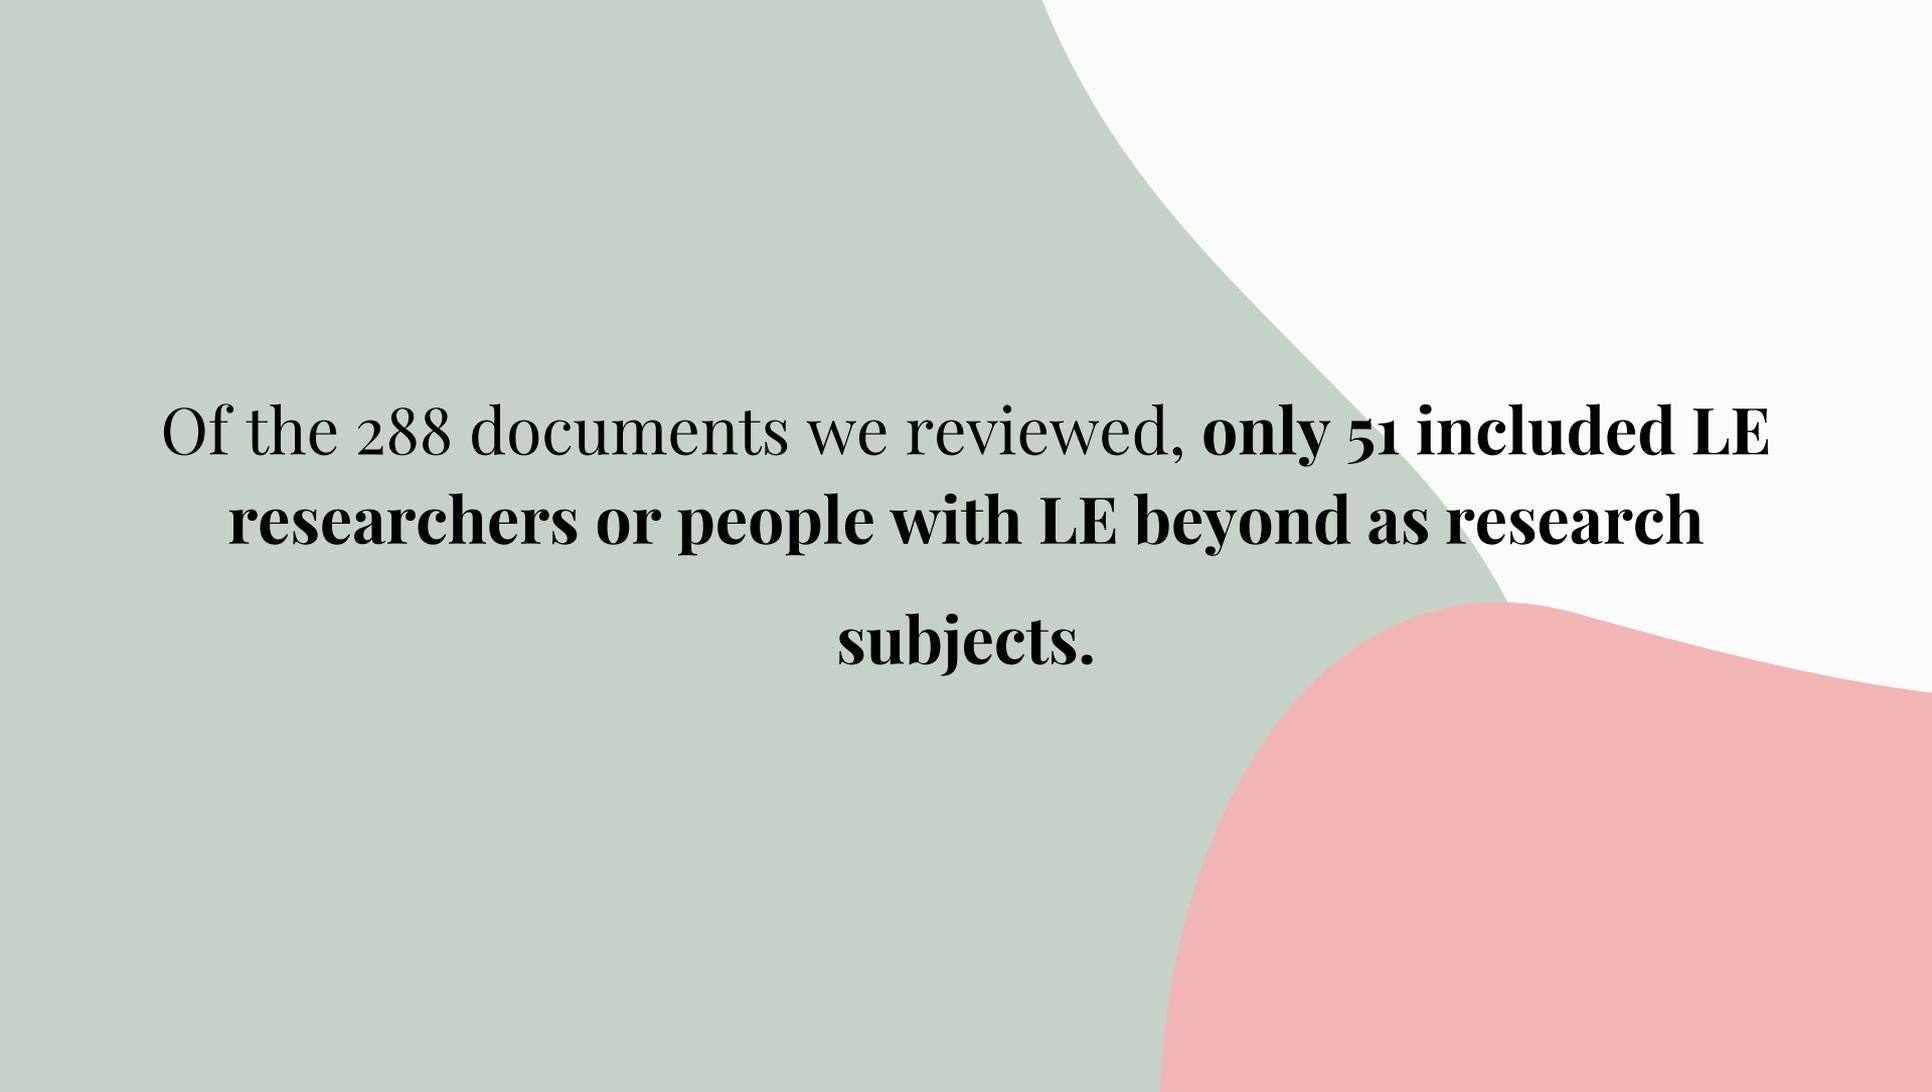 Of the 288 documents we reviewed, only 51 included LE
researchers or people with LE beyond as research
subjects.